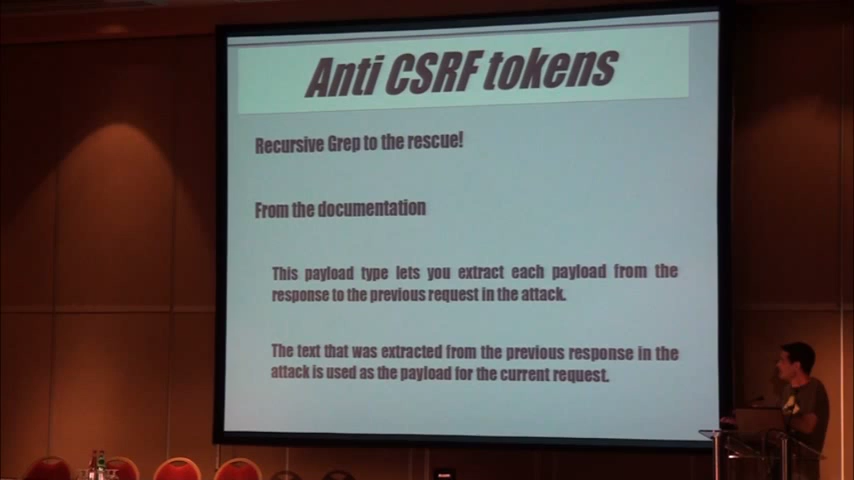 Anti CSRF tokens
Recursive Grep to the rescue!
From the documentation
This payload type lets you extract each payload from the
response to the previous request in the attack.
The text that was extracted from the previous response in the
attack is used as the payload for the current request.